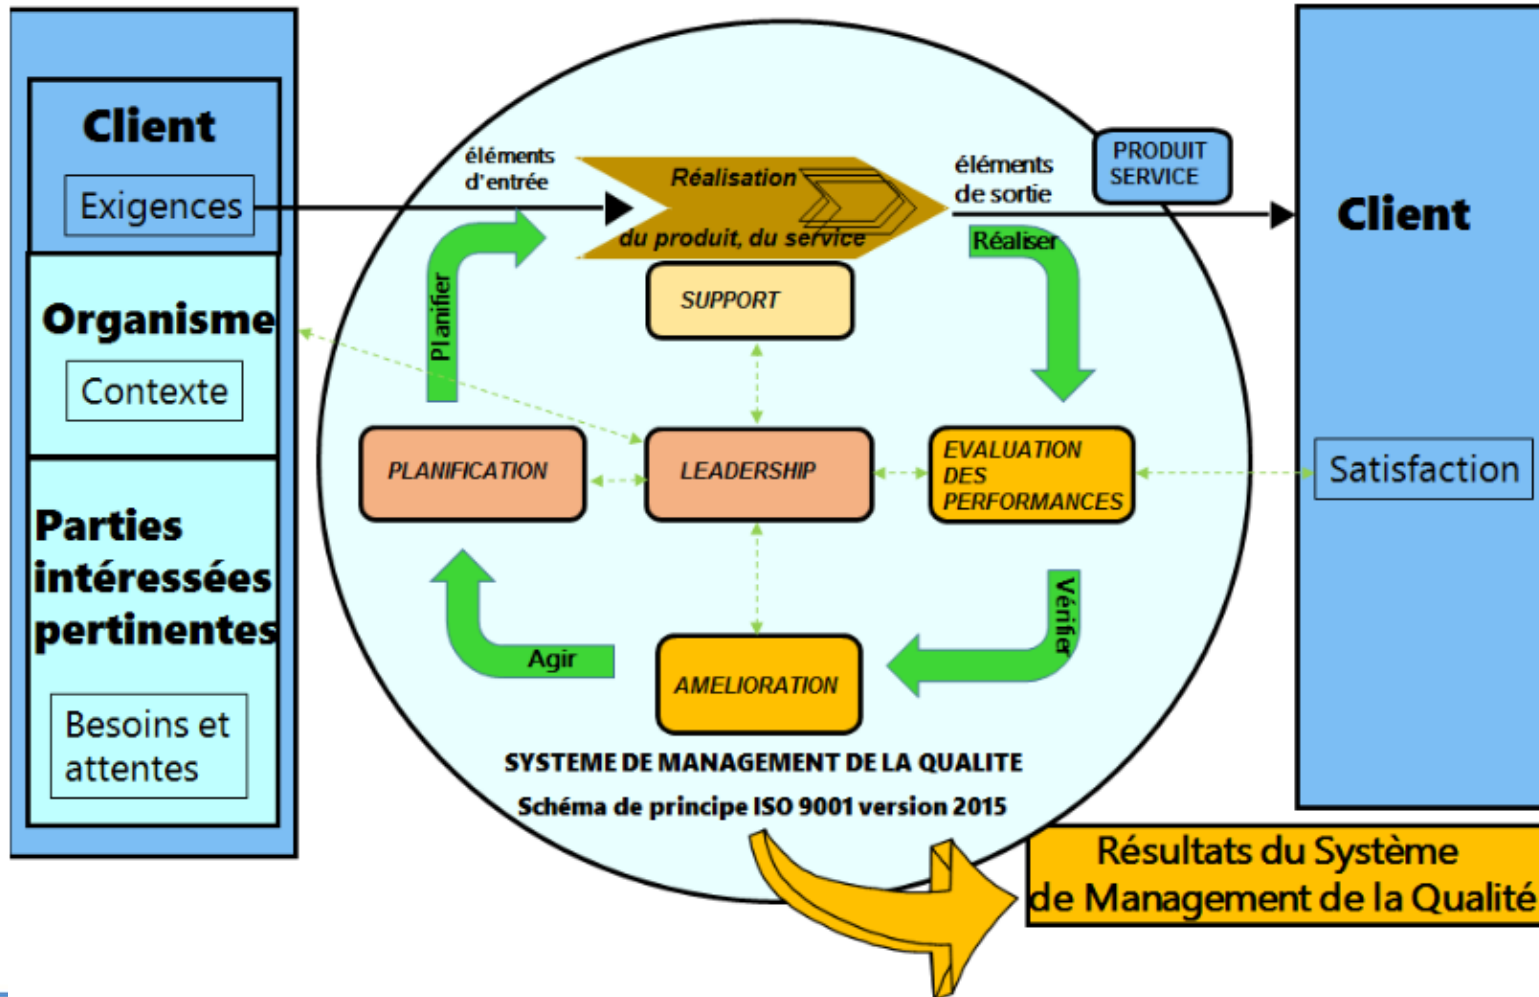 Client
Exigences
Organisme
Contexte
Parties
intéressées
pertinentes
Besoins et
attentes
éléments
d'entrée
Réalisation
du produit, du service
éléments
de sortie
PRODUIT
SERVICE
Planifier
Réaliser
SUPPORT
PLANIFICATION
LEADERSHIP
EVALUATION
DES
PERFORMANCES
Vérifier
Agir
AMELIORATION
SYSTEME DE MANAGEMENT DE LA QUALITE
Schéma de principe ISO 9001 version 2015
Client
Satisfaction
Résultats du Système
de Management de la Qualité